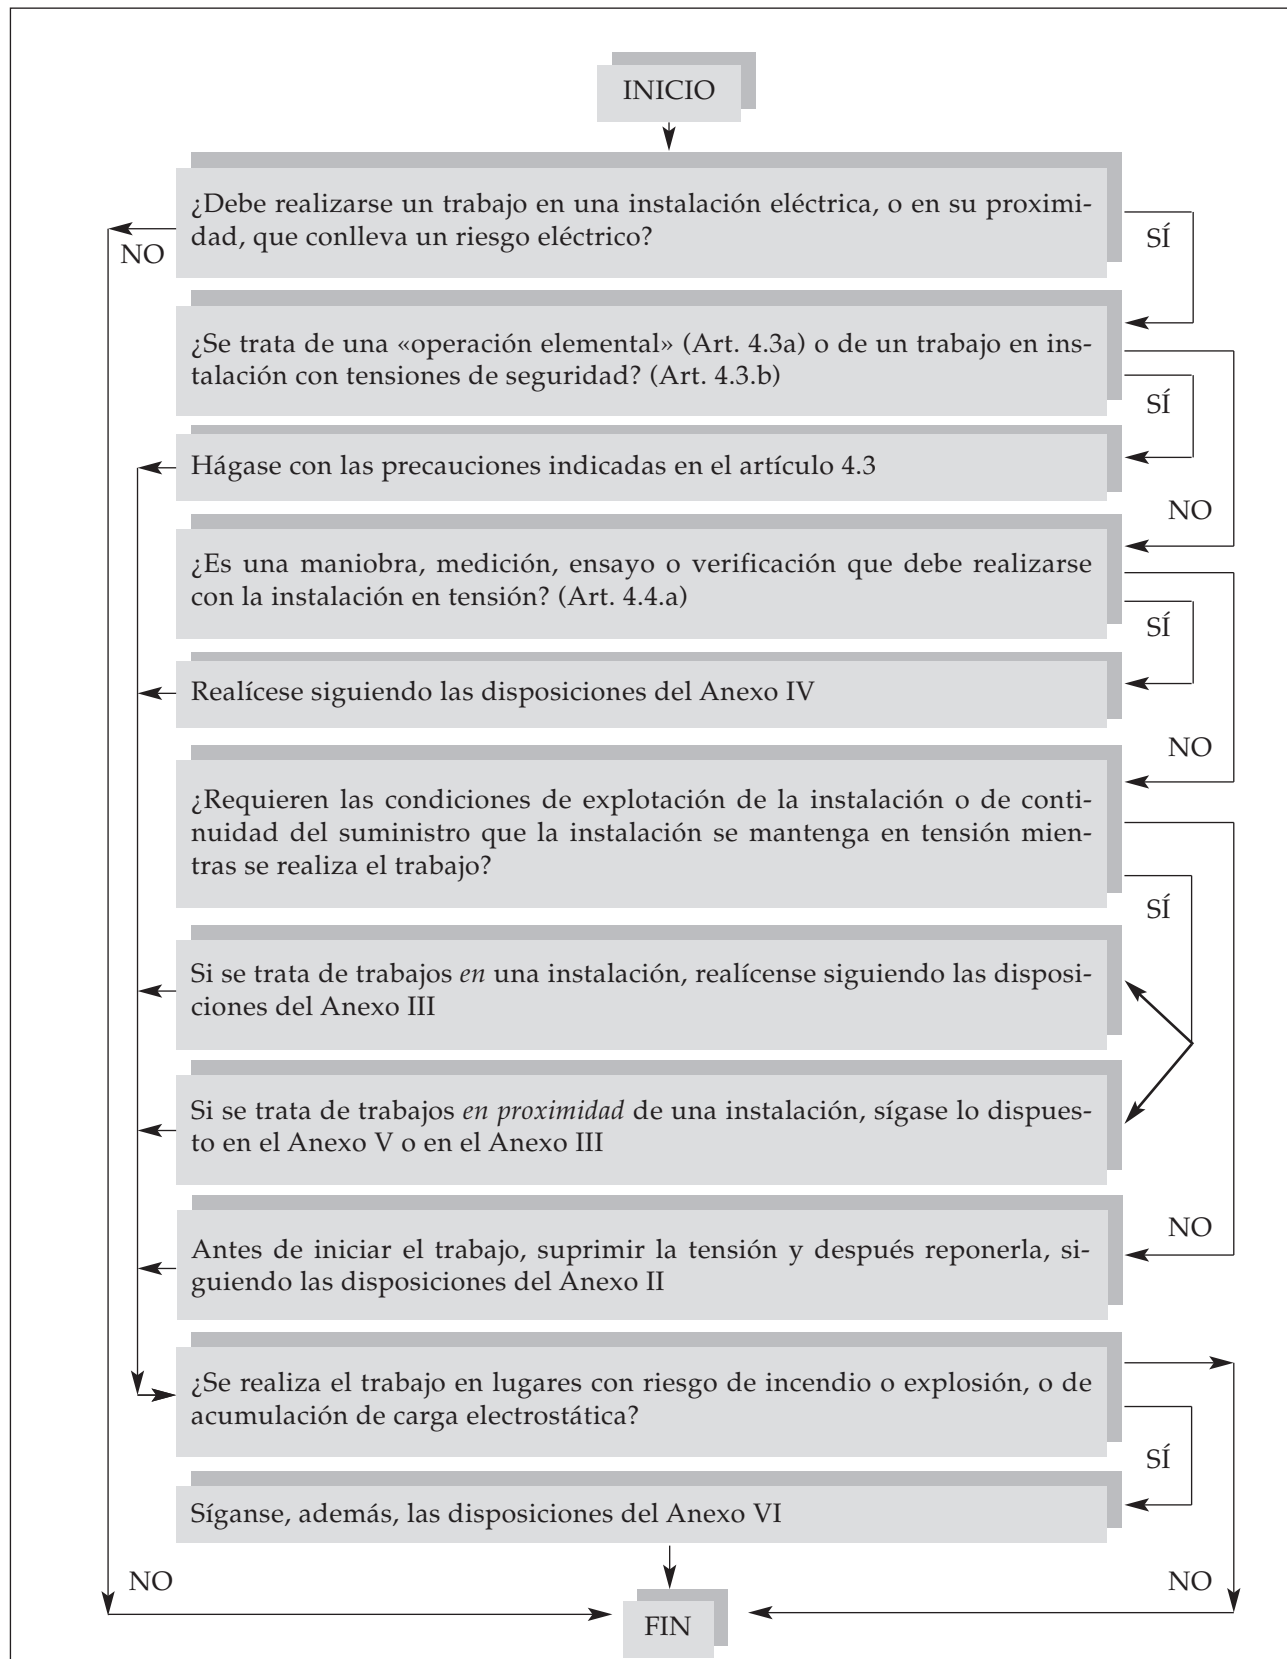 INICIO
¿Debe realizarse un trabajo en una instalación eléctrica, o en su proximi-
dad, que conlleva un riesgo eléctrico?
NO
SÍ
¿Se trata de una «operación elemental» (Art. 4.3a) o de un trabajo en ins-
talación con tensiones de seguridad? (Art. 4.3.b)
SÍ
Hágase con las precauciones indicadas en el artículo 4.3
NO
¿Es una maniobra, medición, ensayo o verificación que debe realizarse
con la instalación en tensión? (Art. 4.4.a)
SÍ
Realícese siguiendo las disposiciones del Anexo IV
NO
¿Requieren las condiciones de explotación de la instalación o de conti-
nuidad del suministro que la instalación se mantenga en tensión mien-
tras se realiza el trabajo?
SÍ
Si se trata de trabajos en una instalación, realícense siguiendo las disposi-
ciones del Anexo III
Si se trata de trabajos en proximidad de una instalación, sígase lo dispues-
to en el Anexo V o en el Anexo III
NO
Antes de iniciar el trabajo, suprimir la tensión y después reponerla, si-
guiendo las disposiciones del Anexo II
¿Se realiza el trabajo en lugares con riesgo de incendio o explosión, o de
acumulación de carga electrostática?
SÍ
Síganse, además, las disposiciones del Anexo VI
NO
NO
FIN